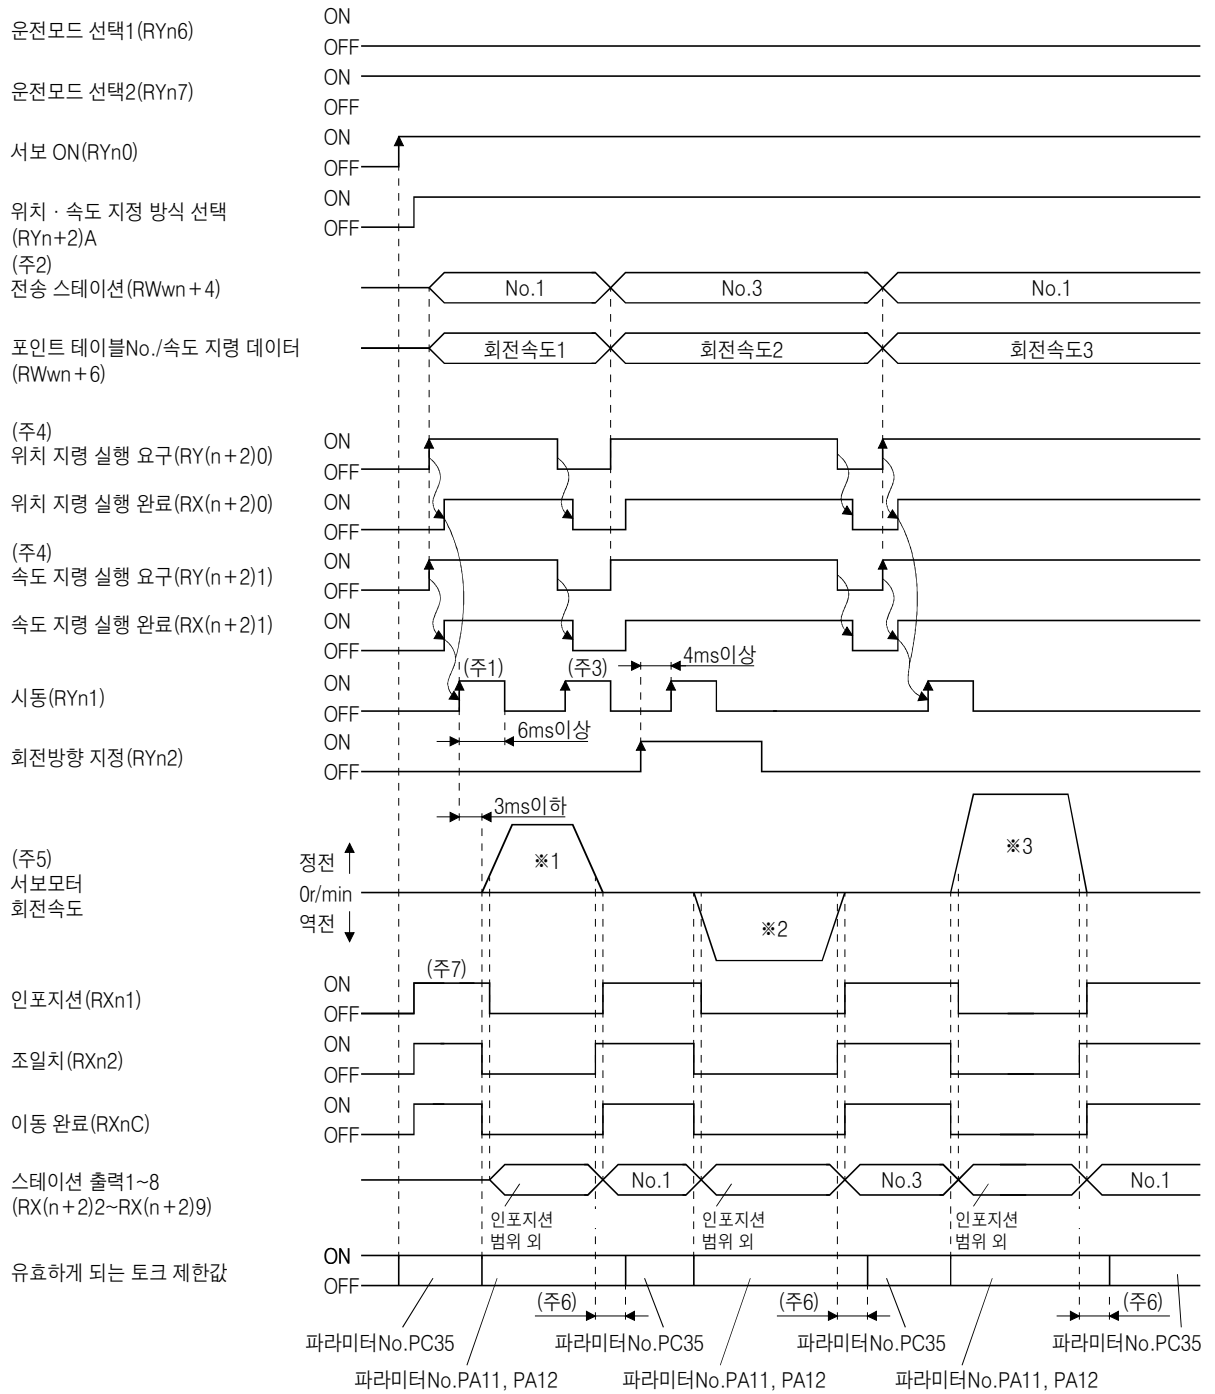 운전모드 선택1(RYn6)
ON
OFF
운전모드 선택2(RYn7)
ON
OFF
서보 ON(RYn0)
ON
OFF
위치 · 속도 지정 방식 선택
(RYn+2)A
ON
OFF
(주2)
전송 스테이션(RWwn+4)
No.1
No.3
No.1
포인트 테이블No./속도 지령 데이터
(RWwn+6)
회전속도1
회전속도2
회전속도3
(주4)
위치 지령 실행 요구(RY(n+2)0)
ON
OFF
위치 지령 실행 완료(RX(n+2)0)
ON
OFF
(주4)
속도 지령 실행 요구(RY(n+2)1)
ON
OFF
속도 지령 실행 완료(RX(n+2)1)
ON
OFF
시동(RYn1)
ON
OFF
(주1)
(주3)
4ms이상
6ms이상
회전방향 지정(RYn2)
ON
OFF
3ms이하
(주5)
서보모터
회전속도
정전
0r/min
역전
※1
※2
※3
인포지션(RXn1)
ON
OFF
(주7)
조일치(RXn2)
ON
OFF
이동 완료(RXnC)
ON
OFF
스테이션 출력1~8
(RX(n+2)2~RX(n+2)9)
No.1
No.3
No.1
인포지션
범위 외
인포지션
범위 외
인포지션
범위 외
유효하게 되는 토크 제한값
ON
OFF
(주6)
(주6)
(주6)
파라미터No.PC35
파라미터No.PC35
파라미터No.PC35
파라미터No.PC35
파라미터No.PA11, PA12
파라미터No.PA11, PA12
파라미터No.PA11, PA12